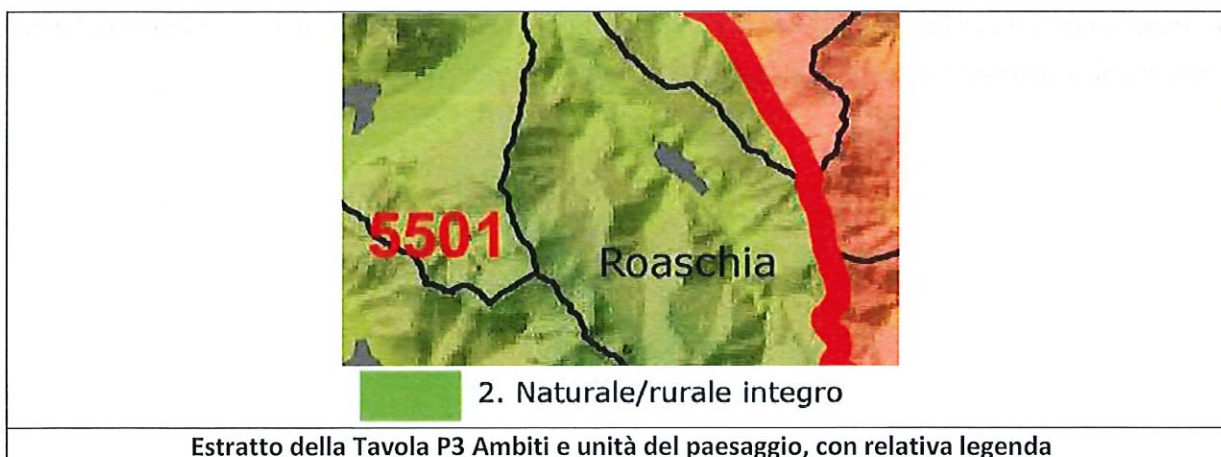 5501
Roaschia
2. Naturale/rurale integro
Estratto della Tavola P3 Ambiti e unità del paesaggio, con relativa legenda